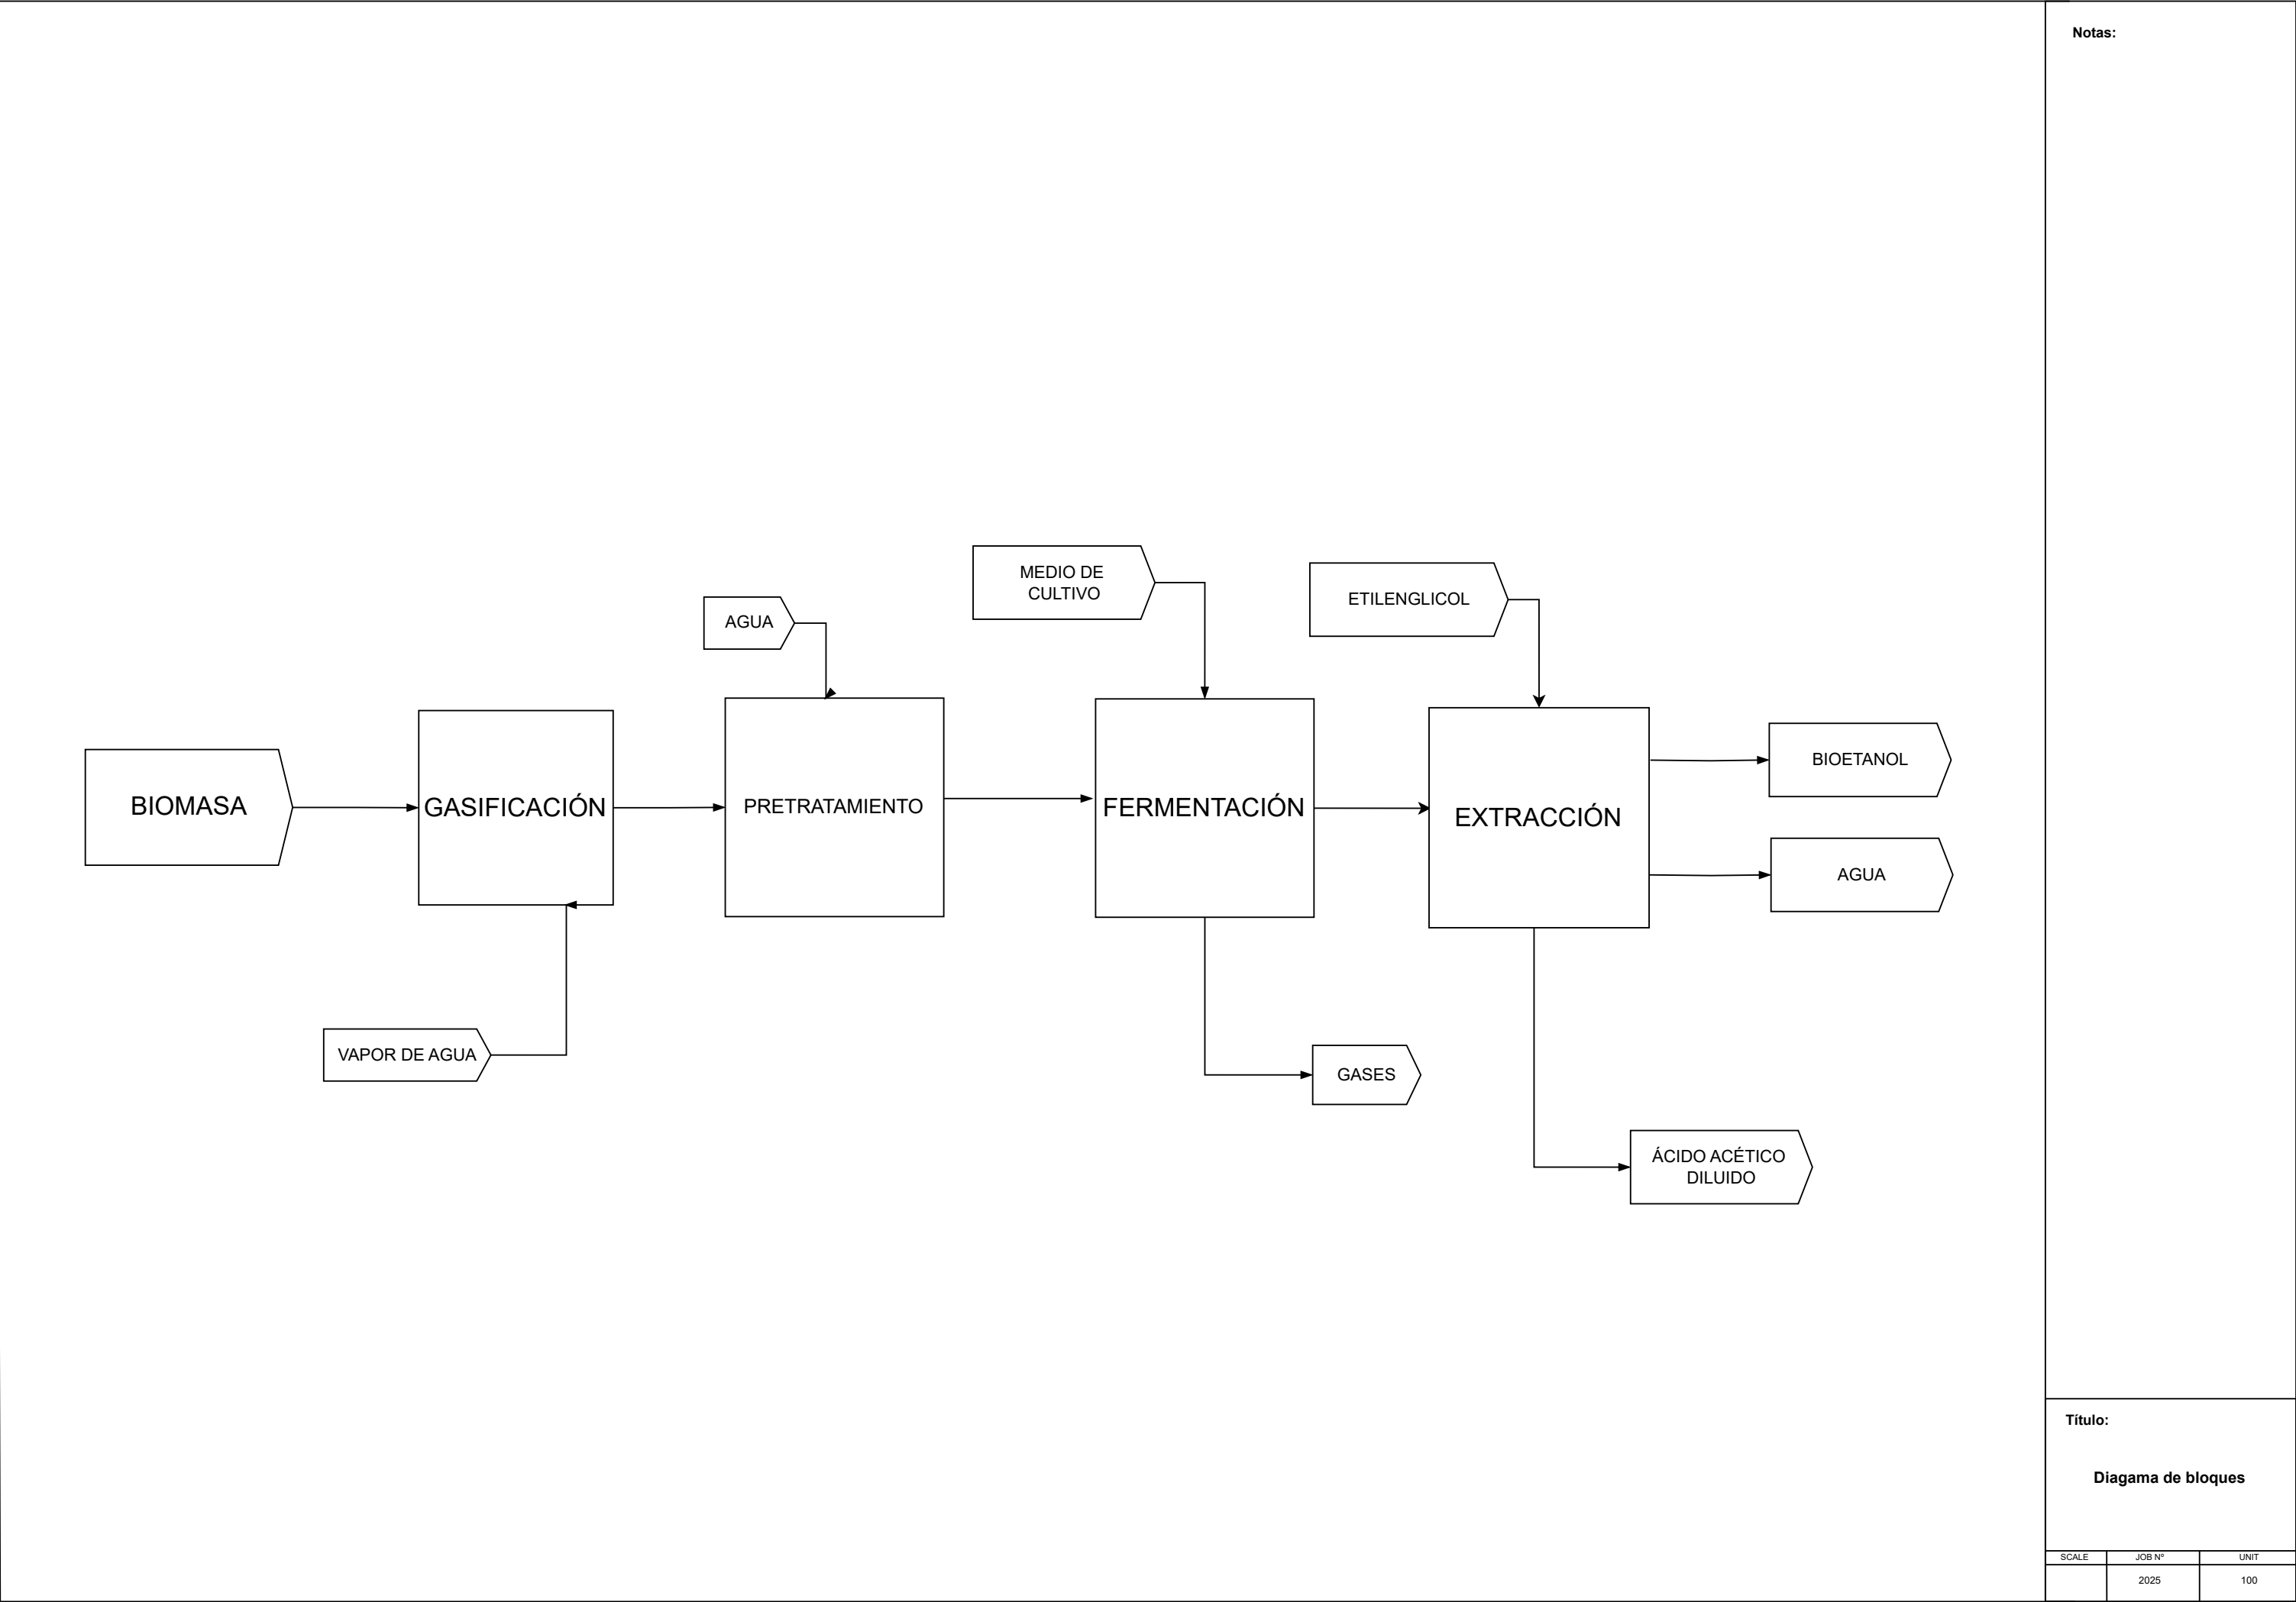 Notas:
MEDIO DE
CULTIVO
ETILENGLICOL
AGUA
BIOMASA
GASIFICACIÓN
PRETRATAMIENTO
FERMENTACIÓN
EXTRACCIÓN
BIOETANOL
AGUA
VAPOR DE AGUA
GASES
ÁCIDO ACÉTICO
DILUIDO
Título:
Diagama de bloques
SCALE
JOB Nº
UNIT
2025
100